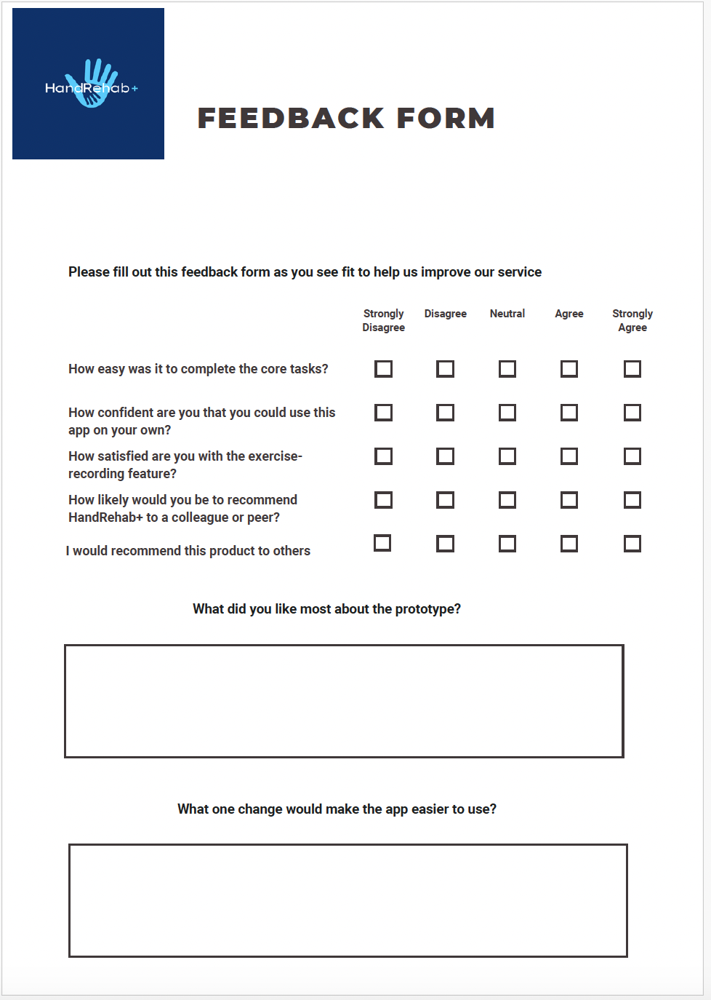 HandRehab+
FEEDBACK FORM
Please fill out this feedback form as you see fit to help us improve our service
Strongly Disagree Neutral Agree Strongly
Disagree Agree
How easy was it to complete the core tasks?
How confident are you that you could use this
app on your own?
How satisfied are you with the exercise-
recording feature?
How likely would you be to recommend
HandRehab+ to a colleague or peer?
I would recommend this product to others
What did you like most about the prototype?
What one change would make the app easier to use?